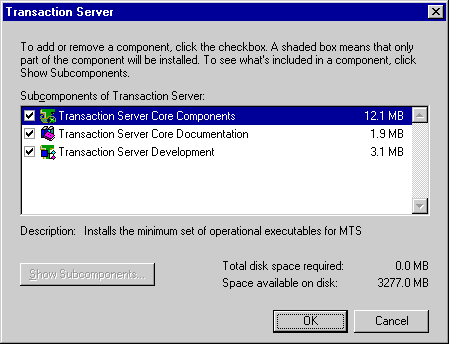 Transaction Server
To add or remove a component, click the checkbox. A shaded box means that only
part of the component will be installed. To see what's included in a component, click
Show Subcomponents.
Subcomponents of Transaction Server:
Transaction Server Core Components 12.1 MB
Transaction Server Core Documentation 1.9 MB
Transaction Server Development 3.1 MB
Description: Installs the minimum set of operational executables for MTS
Show Subcomponents...
Total disk space required: 0.0 MB
Space available on disk: 3277.0 MB
OK Cancel